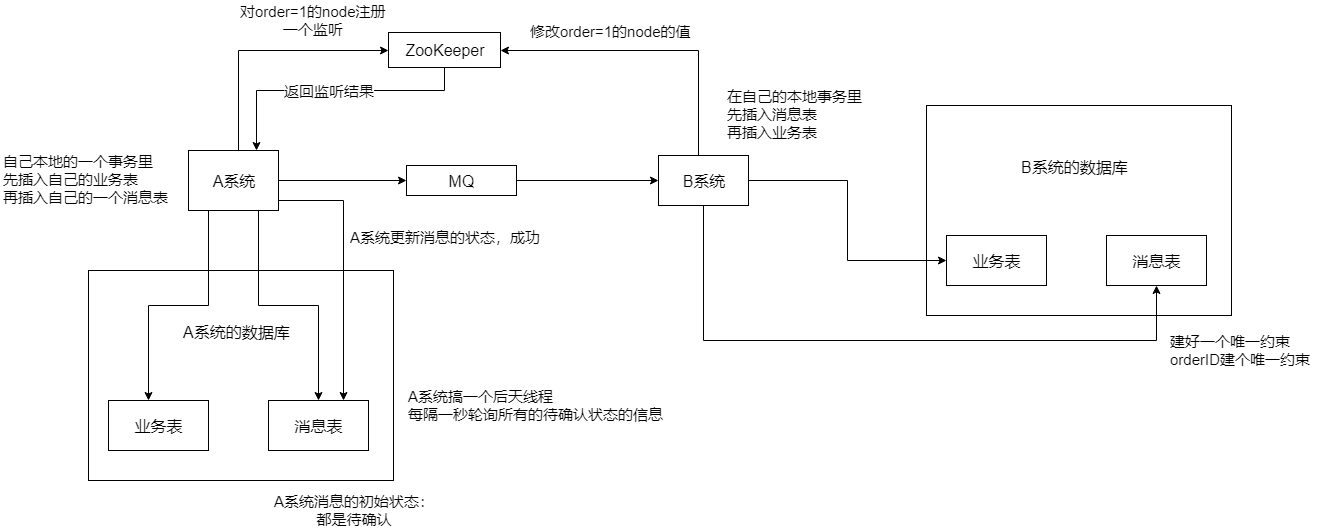 对order=1的node注册
一个监听
修改order=1的node的值
ZooKeeper
返回监听结果
在自己的本地事务里
先插入消息表
再插入业务表
自己本地的一个事务里
先插入自己的业务表
再插入自己的一个消息表
A系统
MQ
B系统
B系统的数据库
A系统更新消息的状态，成功
业务表
消息表
A系统的数据库
建好一个唯一约束
orderID建个唯一约束
A系统搞一个后天线程
每隔一秒轮询所有的待确认状态的信息
业务表
消息表
A系统消息的初始状态：
都是待确认